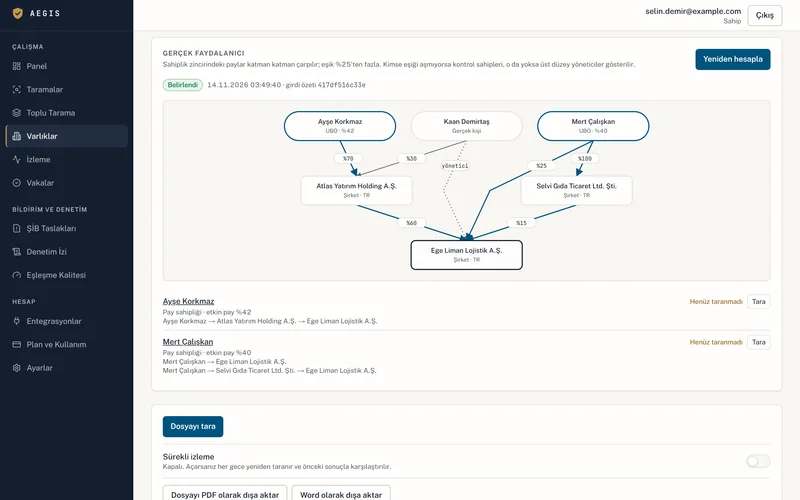 AEGIS
selin.demir@example.com
Sahip
Çıkış
ÇALIŞMA
Panel
Taramalar
Toplu Tarama
Varlıklar
İzleme
Vakalar
BİLDİRİM VE DENETİM
ŞİB Taslakları
Denetim İzi
Eşleşme Kalitesi
HESAP
Entegrasyonlar
Plan ve Kullanım
Ayarlar
GERÇEK FAYDALANICI
Sahiplik zincirindeki paylar katman katman çarpılır; eşik %25'ten fazla. Kimse eşiği aşmıyorsa kontrol sahipleri, o da yoksa üst düzey yöneticiler gösterilir.
Yeniden hesapla
Belirlendi 14.11.2026 03:49:40 · girdi özeti 417df516c33e
Ayşe Korkmaz
UBO · %42
Kaan Demirtaş
Gerçek kişi
Mert Çalışkan
UBO · %40
%70
%30
yönetici
%25
%100
Atlas Yatırım Holding A.Ş.
Şirket · TR
Selvi Gıda Ticaret Ltd. Şti.
Şirket · TR
%60
%15
Ege Liman Lojistik A.Ş.
Şirket · TR
Ayşe Korkmaz
Pay sahipliği · etkin pay %42
Ayşe Korkmaz → Atlas Yatırım Holding A.Ş. → Ege Liman Lojistik A.Ş.
Henüz taranmadı
Tara
Mert Çalışkan
Pay sahipliği · etkin pay %40
Mert Çalışkan → Ege Liman Lojistik A.Ş.
Mert Çalışkan → Selvi Gıda Ticaret Ltd. Şti. → Ege Liman Lojistik A.Ş.
Henüz taranmadı
Tara
Dosyayı tara
Sürekli izleme
Kapalı. Açarsanız her gece yeniden taranır ve önceki sonuçla karşılaştırılır.
Dosyayı PDF olarak dışa aktar
Word olarak dışa aktar